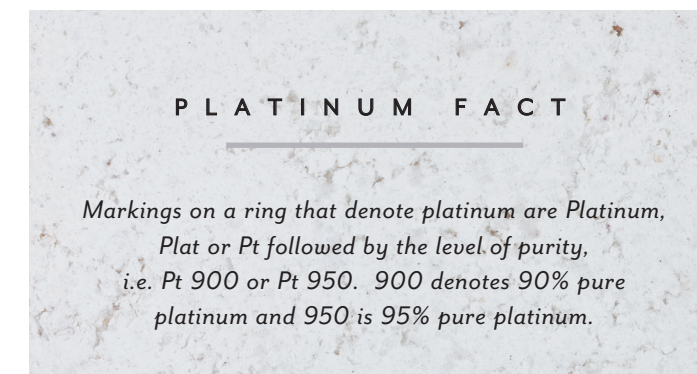 PLATINUM FACT
Markings on a ring that denote platinum are Platinum,
Plat or Pt followed by the level of purity,
i.e. Pt 900 or Pt 950.  900 denotes 90% pure
platinum and 950 is 95% pure platinum.